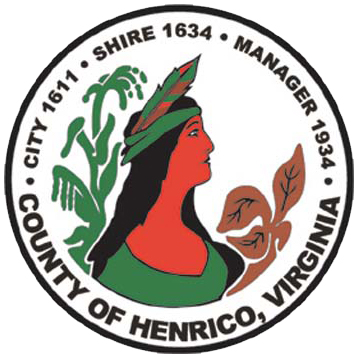 • CITY 1611 • SHIRE 1634 • MANAGER 1934 •
COUNTY OF HENRICO, VIRGINIA